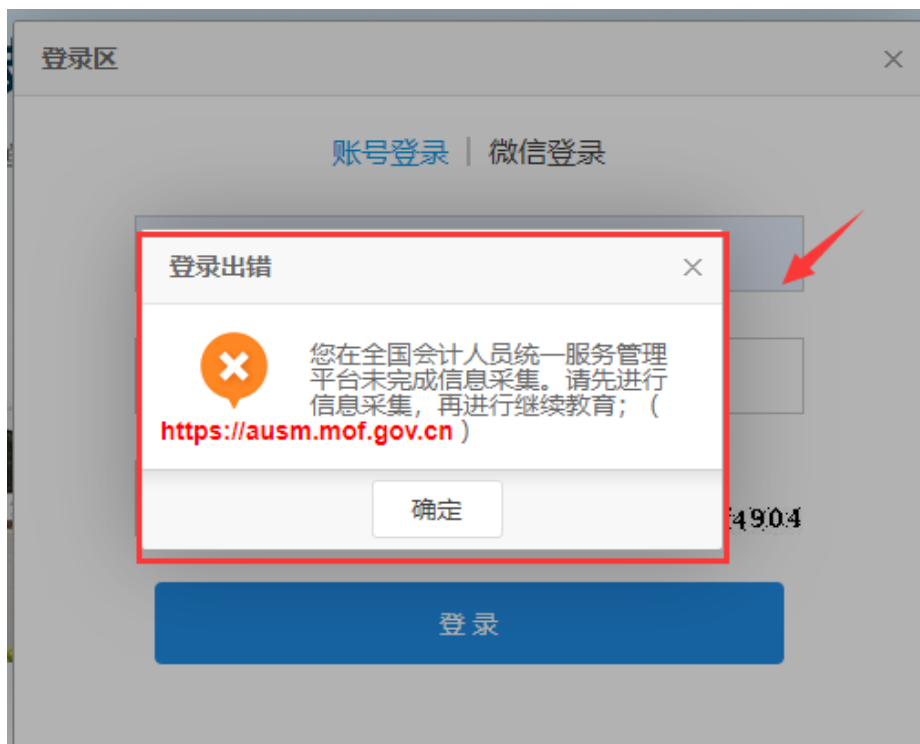 登录区
账号登录 | 微信登录
登录出错
您在全国会计人员统一服务管理
平台未完成信息采集。请先进行
信息采集，再进行继续教育；（
https://ausm.mof.gov.cn ）
确定
4904
登 录